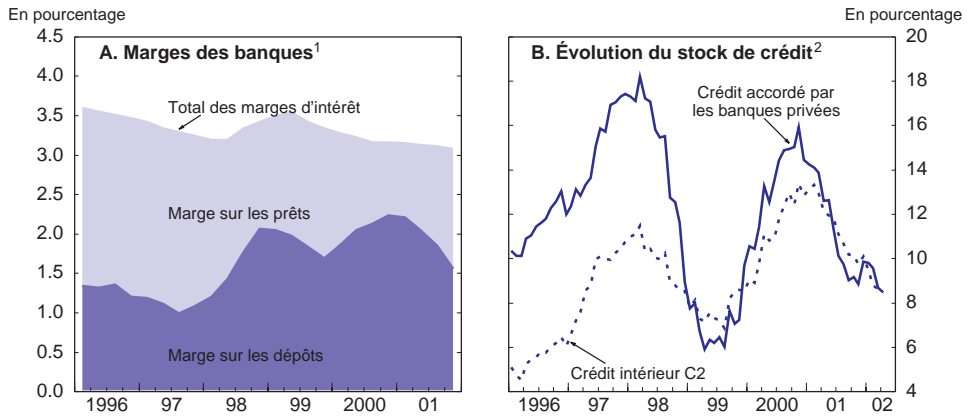 En pourcentage
En pourcentage
A. Marges des banques¹
4.5
4.0
3.5
3.0
2.5
2.0
1.5
1.0
0.5
0.0
Total des marges d'intérêt
Marge sur les prêts
Marge sur les dépôts
1996 97 98 99 2000 01
B. Évolution du stock de crédit²
20
18
16
14
12
10
8
6
4
Crédit accordé par
les banques privées
Crédit intérieur C2
1996 97 98 99 2000 01 02